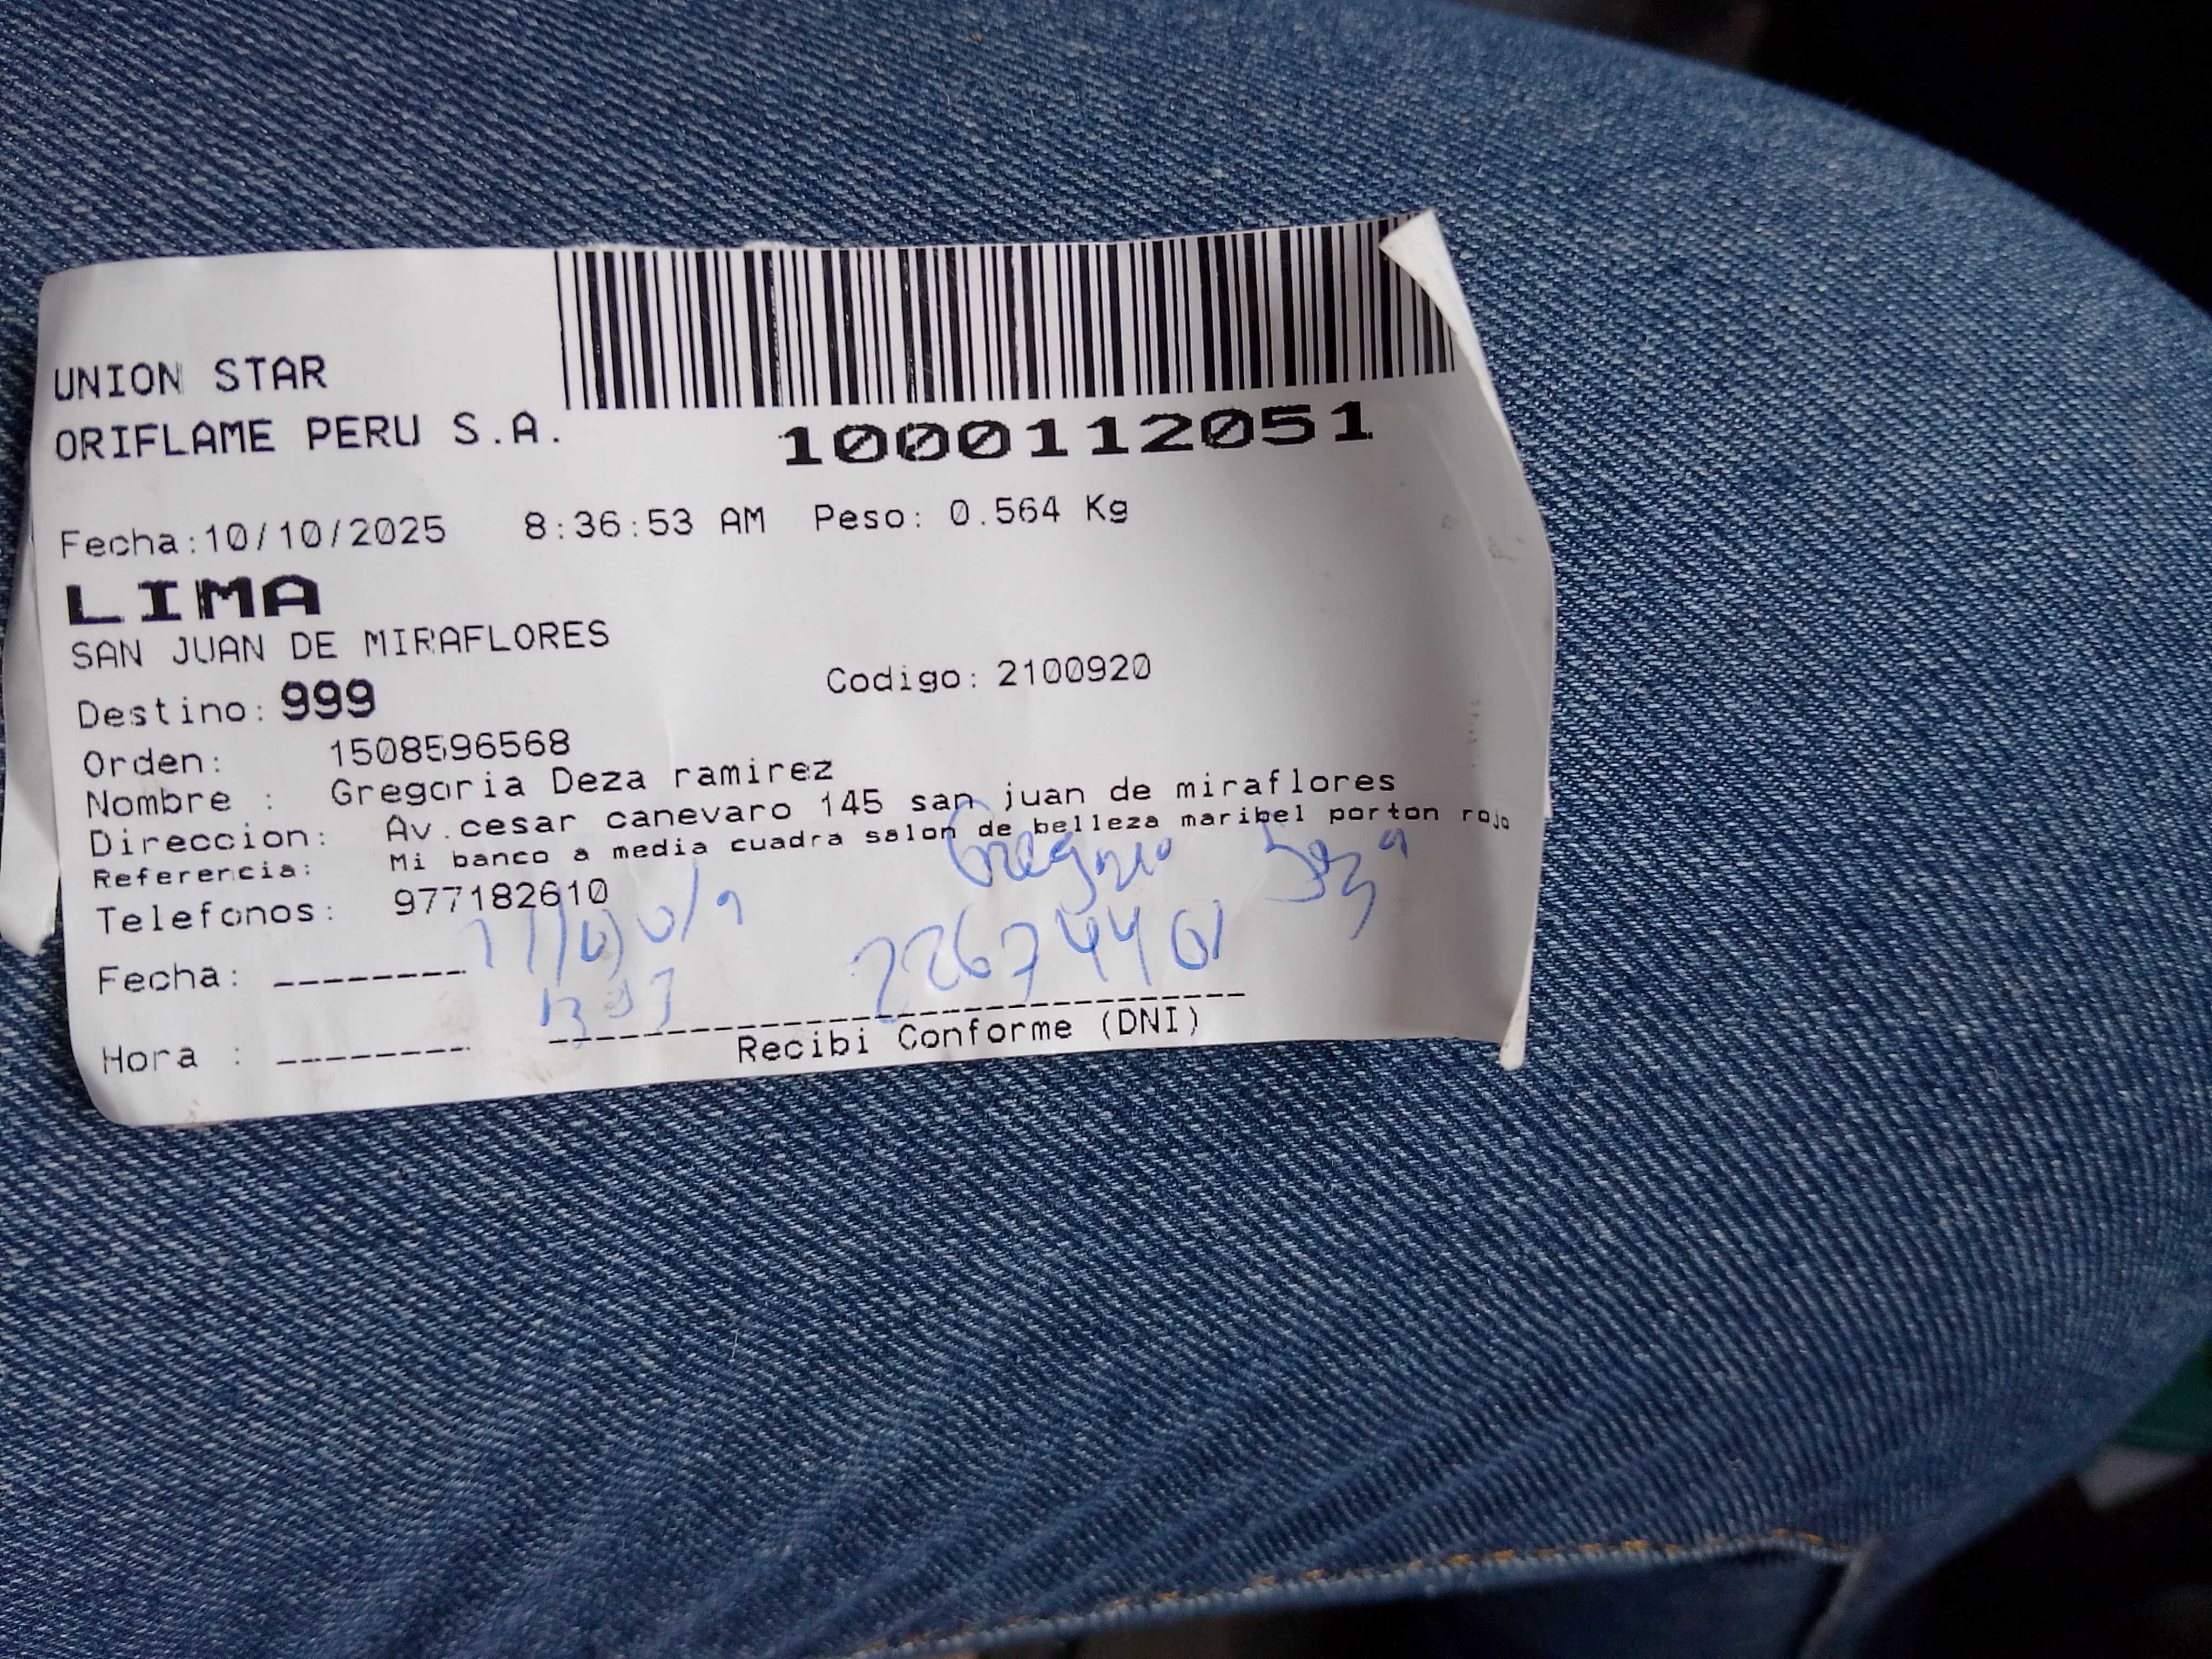 UNION STAR
ORIFLAME PERU S.A.
1000112051
Fecha:10/10/2025 8:36:53 AM Peso: 0.564 Kg
LIMA
SAN JUAN DE MIRAFLORES
Destino: 999 Codigo: 2100920
Orden: 1508596568
Nombre : Gregoria Deza ramirez
Direccion: Av.cesar canevaro 145 san juan de miraflores
Referencia: Mi banco a media cuadra salon de belleza maribel porton rojo
Telefonos: 977182610
Fecha: --------
Hora : --------
Recibi Conforme (DNI)